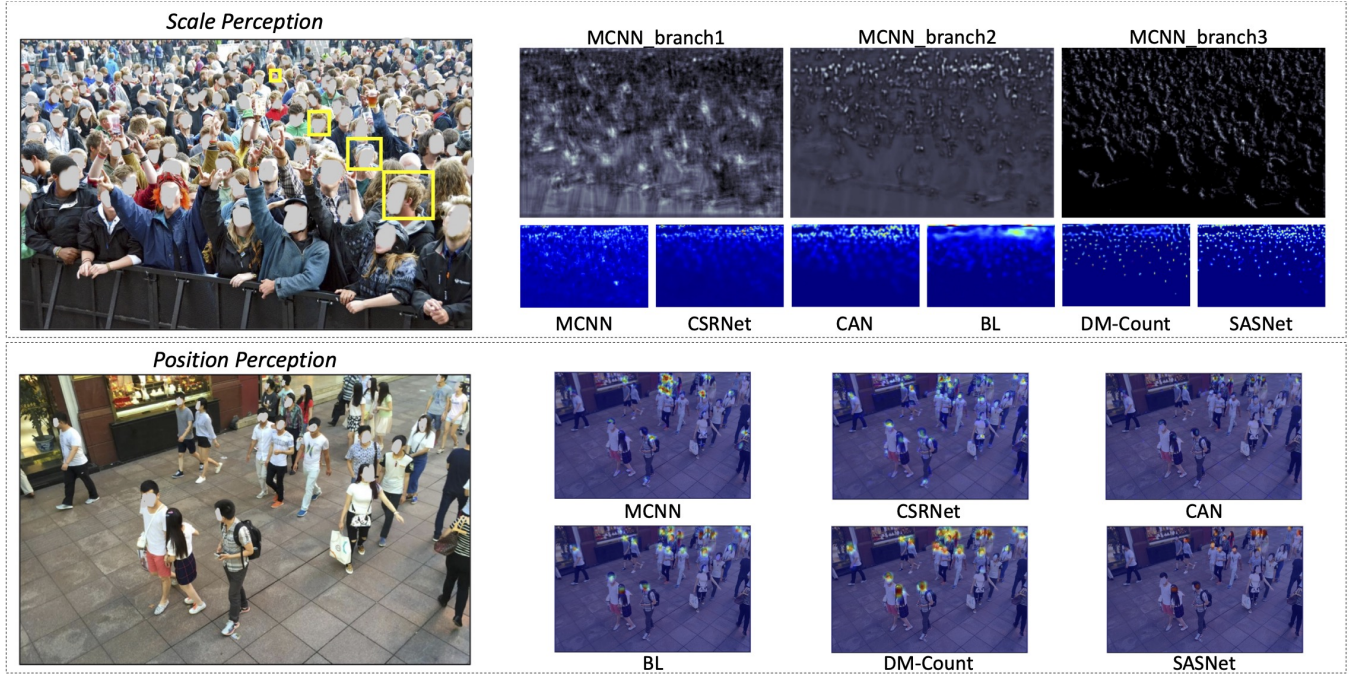 Scale Perception
MCNN_branch1
MCNN_branch2
MCNN_branch3
MCNN
CSRNet
CAN
BL
DM-Count
SASNet
Position Perception
MCNN
CSRNet
CAN
BL
DM-Count
SASNet